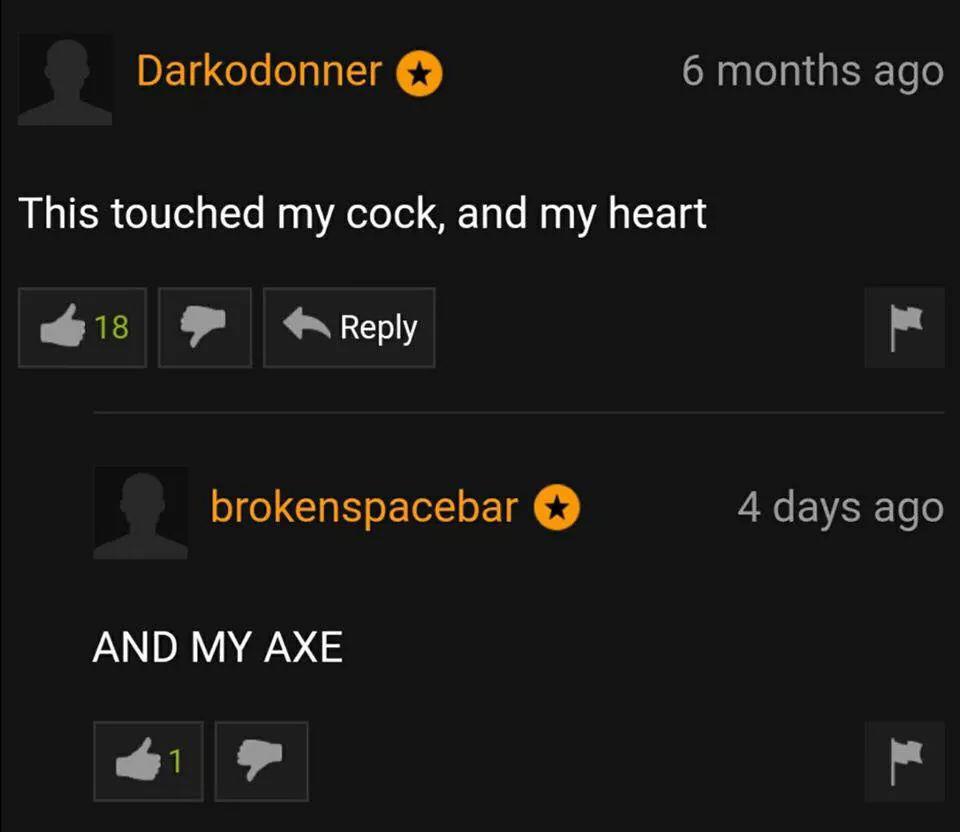 Darkodonner
6 months ago
This touched my cock, and my heart
18
Reply
brokenspacebar
4 days ago
AND MY AXE
1